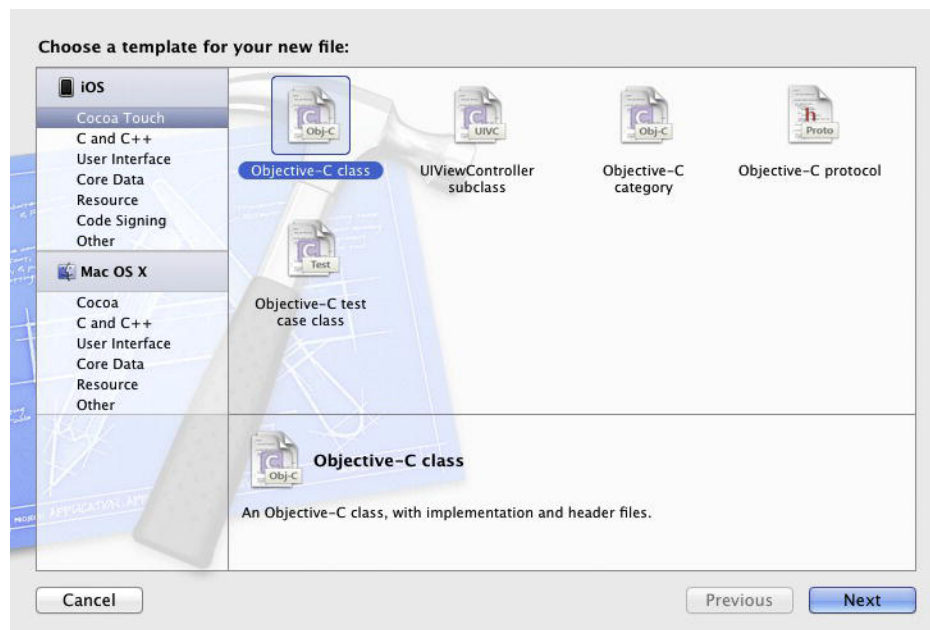 Choose a template for your new file:
iOS
Cocoa Touch
C and C++
User Interface
Core Data
Resource
Code Signing
Other
Mac OS X
Cocoa
C and C++
User Interface
Core Data
Resource
Other
Obj-C
Objective-C class
UIVC
UIViewController
subclass
Obj-C
Objective-C
category
h
Proto
Objective-C protocol
C
Test
Objective-C test
case class
Obj-C
Objective-C class
An Objective-C class, with implementation and header files.
Cancel
Previous
Next